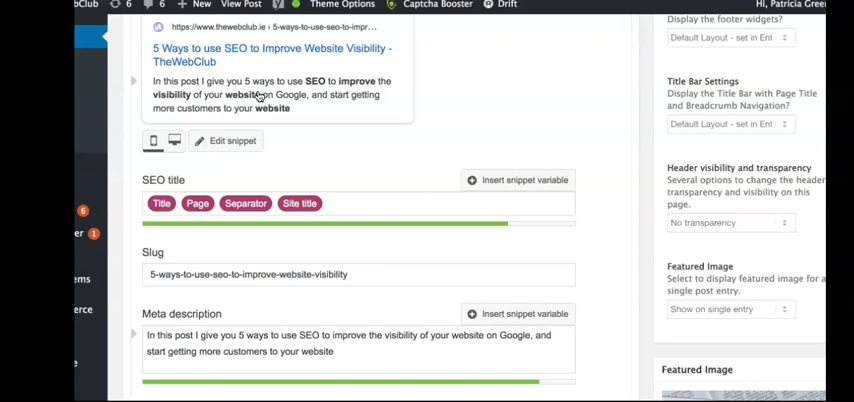 bClub 6 6 New View Post Theme Options Captcha Booster Drift Hi, Patricia Green
https://www.thewebclub.ie › 5-ways-to-use-seo-to-impr…
5 Ways to use SEO to Improve Website Visibility -
TheWebClub
In this post I give you 5 ways to use SEO to improve the
visibility of your website on Google, and start getting
more customers to your website
Edit snippet
SEO title
Insert snippet variable
Title Page Separator Site title
Slug
5-ways-to-use-seo-to-improve-website-visibility
Meta description
Insert snippet variable
In this post I give you 5 ways to use SEO to improve the visibility of your website on Google, and
start getting more customers to your website
6
er 1
ems
erce
e
Display the footer widgets?
Default Layout - set in Enf
Title Bar Settings
Display the Title Bar with Page Title
and Breadcrumb Navigation?
Default Layout - set in Enf
Header visibility and transparency
Several options to change the header
transparency and visibility on this
page.
No transparency
Featured Image
Select to display featured image for a
single post entry.
Show on single entry
Featured Image